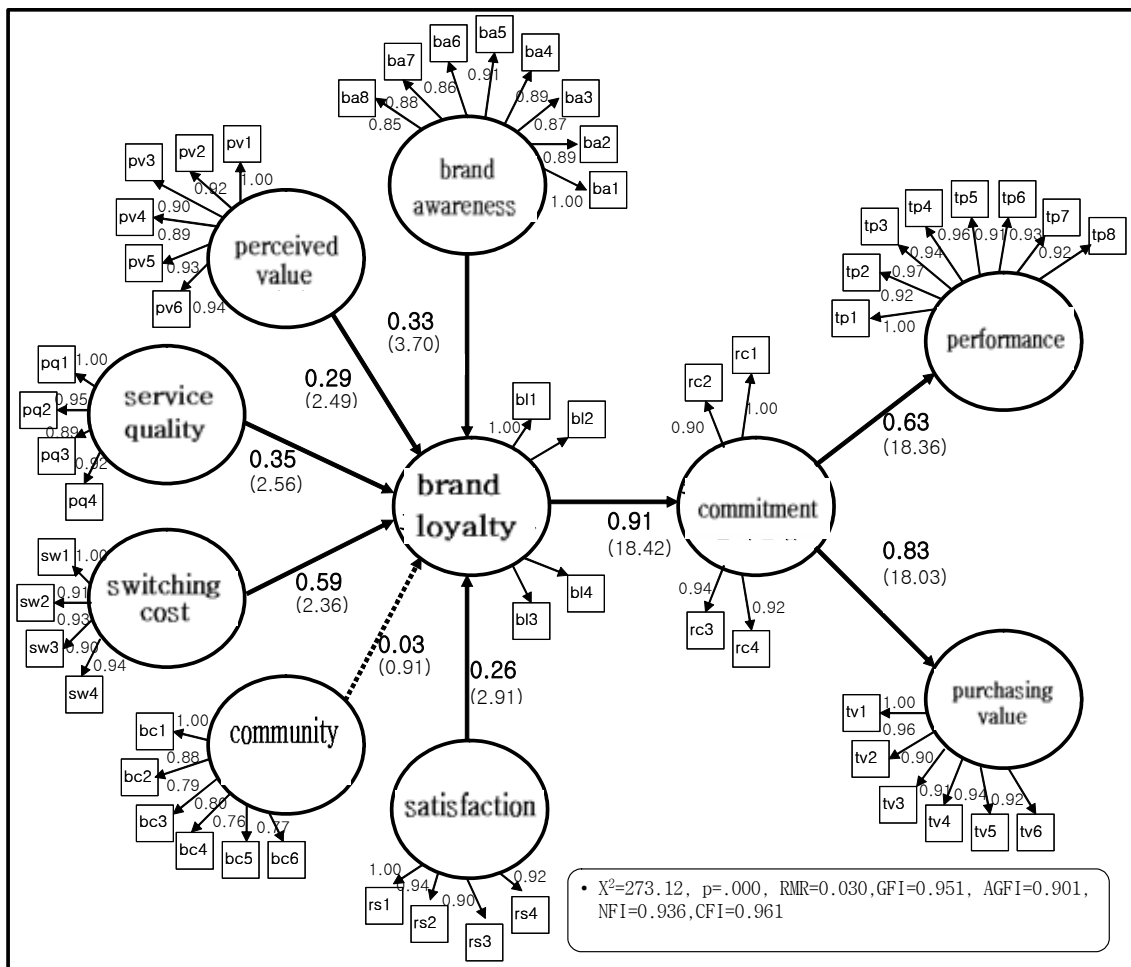 ba8
ba7
ba6
ba5
ba4
ba3
ba2
ba1
0.85
0.88
0.86
0.91
0.89
0.87
0.89
1.00
brand
awareness
pv3
pv2
pv1
pv4
pv5
pv6
0.92
1.00
0.90
0.89
0.93
0.94
perceived
value
0.33
(3.70)
0.29
(2.49)
pq1
pq2
pq3
pq4
1.00
0.95
0.89
0.92
service
quality
0.35
(2.56)
sw1
sw2
sw3
sw4
1.00
0.91
0.93
0.90
0.94
switching
cost
0.59
(2.36)
bc1
bc2
bc3
bc4
bc5
bc6
1.00
0.88
0.79
0.80
0.76
0.77
community
0.03
(0.91)
satisfaction
0.26
(2.91)
1.00
0.94
0.90
0.92
rs1
rs2
rs3
rs4
brand
loyalty
1.00
bl1
bl2
bl4
bl3
0.91
(18.42)
rc2
rc1
0.90
1.00
commitment
0.94
0.92
rc3
rc4
0.63
(18.36)
0.83
(18.03)
tp1
tp2
tp3
tp4
tp5
tp6
tp7
tp8
1.00
0.92
0.97
0.94
0.96
0.91
0.93
0.92
performance
purchasing
value
tv1
tv2
tv3
tv4
tv5
tv6
1.00
0.96
0.90
0.91
0.94
0.92
• X²=273.12, p=.000, RMR=0.030,GFI=0.951, AGFI=0.901,
NFI=0.936,CFI=0.961